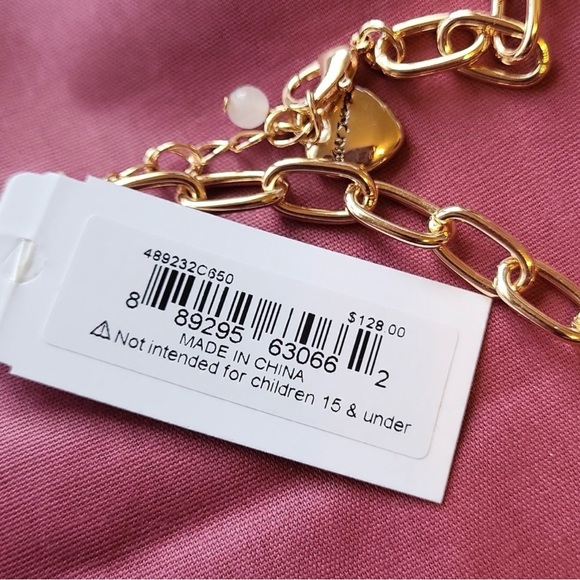 489232C650
$128.00
8 89295 63066 2
MADE IN CHINA
⚠ Not intended for children 15 & under